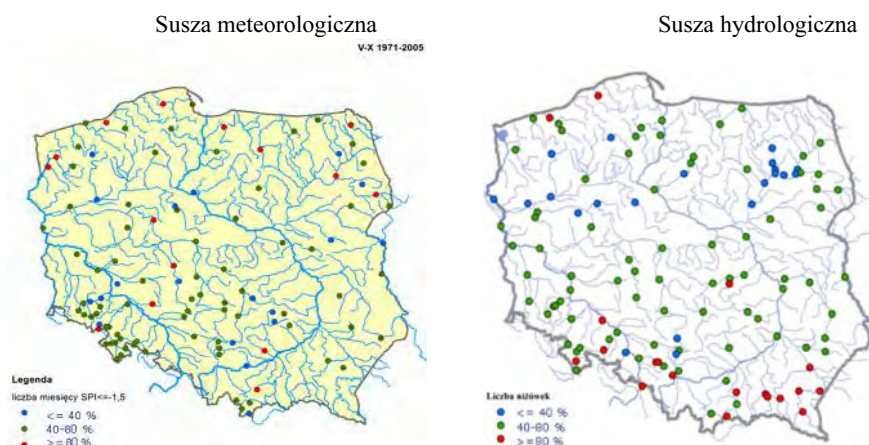 Susza meteorologiczna
Susza hydrologiczna
V-X 1971-2005
Legenda
liczba miesięcy SPI<=-1,5
<= 40 %
40-80 %
>=80 %
Liczba niżówek
<= 40 %
40-80 %
>=80 %